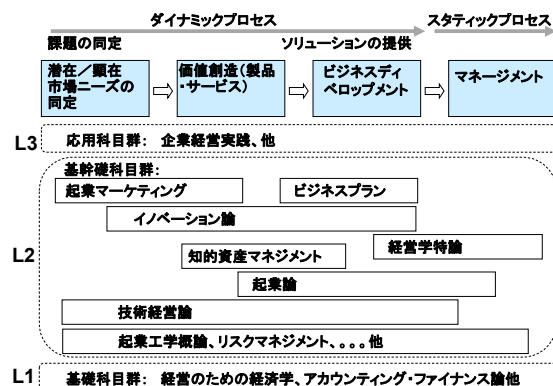 ダイナミックプロセス
スタティックプロセス
課題の同定
ソリューションの提供
潜在／顕在
市場ニーズの
同定
価値創造(製品
・サービス)
ビジネスディ
ベロップメント
マネージメント
L3
応用科目群： 企業経営実践、他
基幹礎科目群：
起業マーケティング
ビジネスプラン
イノベーション論
L2
経営学特論
知的資産マネジメント
起業論
技術経営論
起業工学概論、リスクマネジメント、。。。。他
L1
基礎科目群： 経営のための経済学、アカウンティング・ファイナンス論他